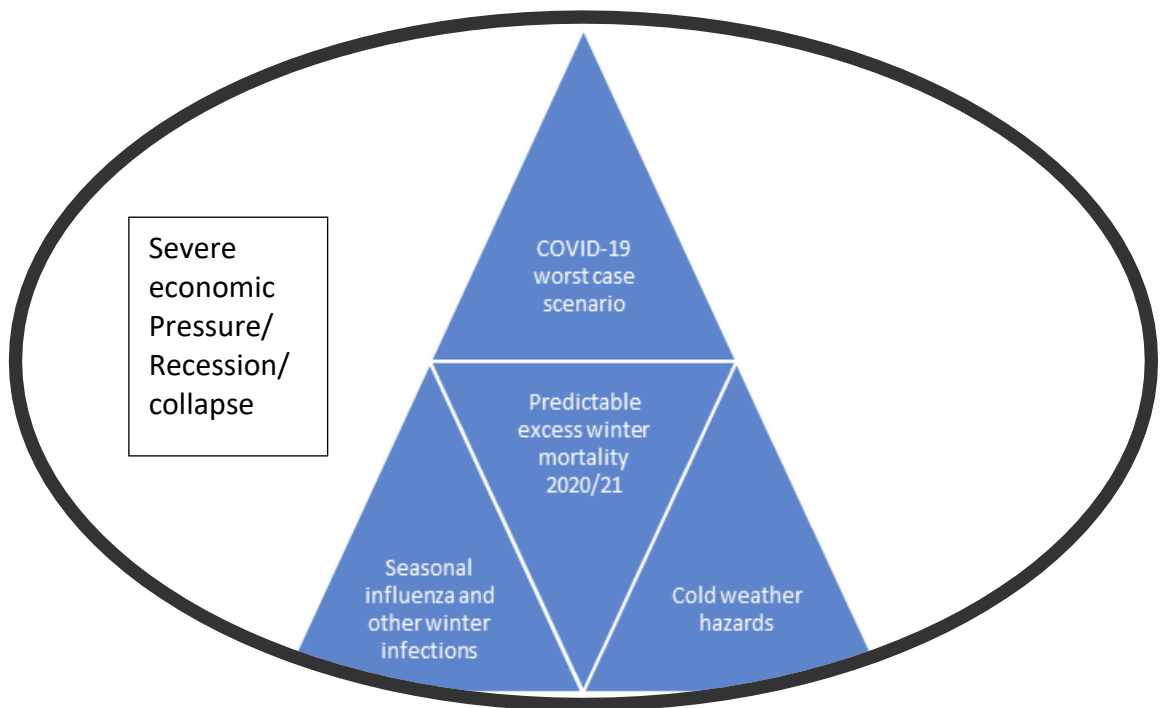 Severe
economic
Pressure/
Recession/
collapse
COVID-19
worst case
scenario
Predictable
excess winter
mortality
2020/21
Seasonal
influenza and
other winter
infections
Cold weather
hazards